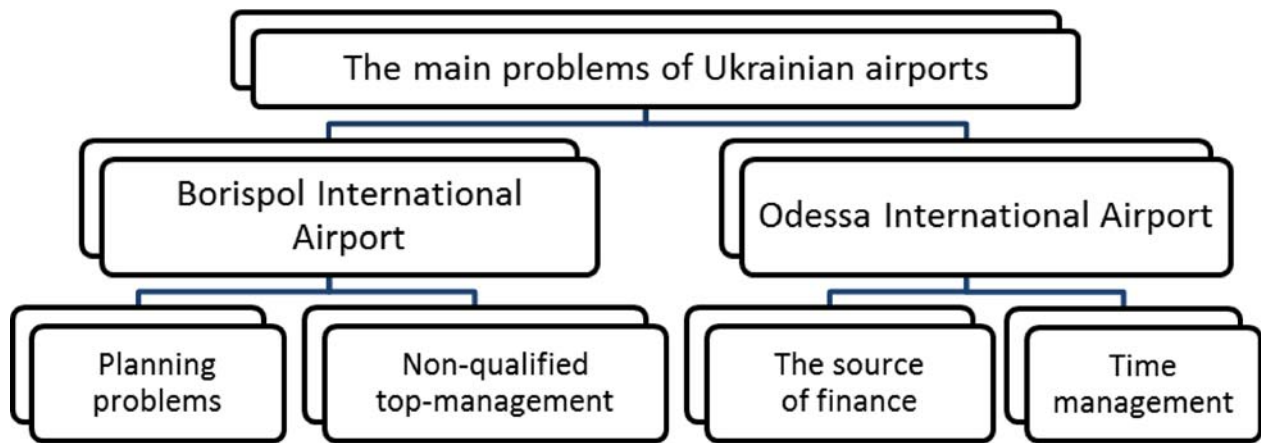 The main problems of Ukrainian airports
Borispol International
Airport
Odessa International Airport
Planning
problems
Non-qualified
top-management
The source
of finance
Time
management